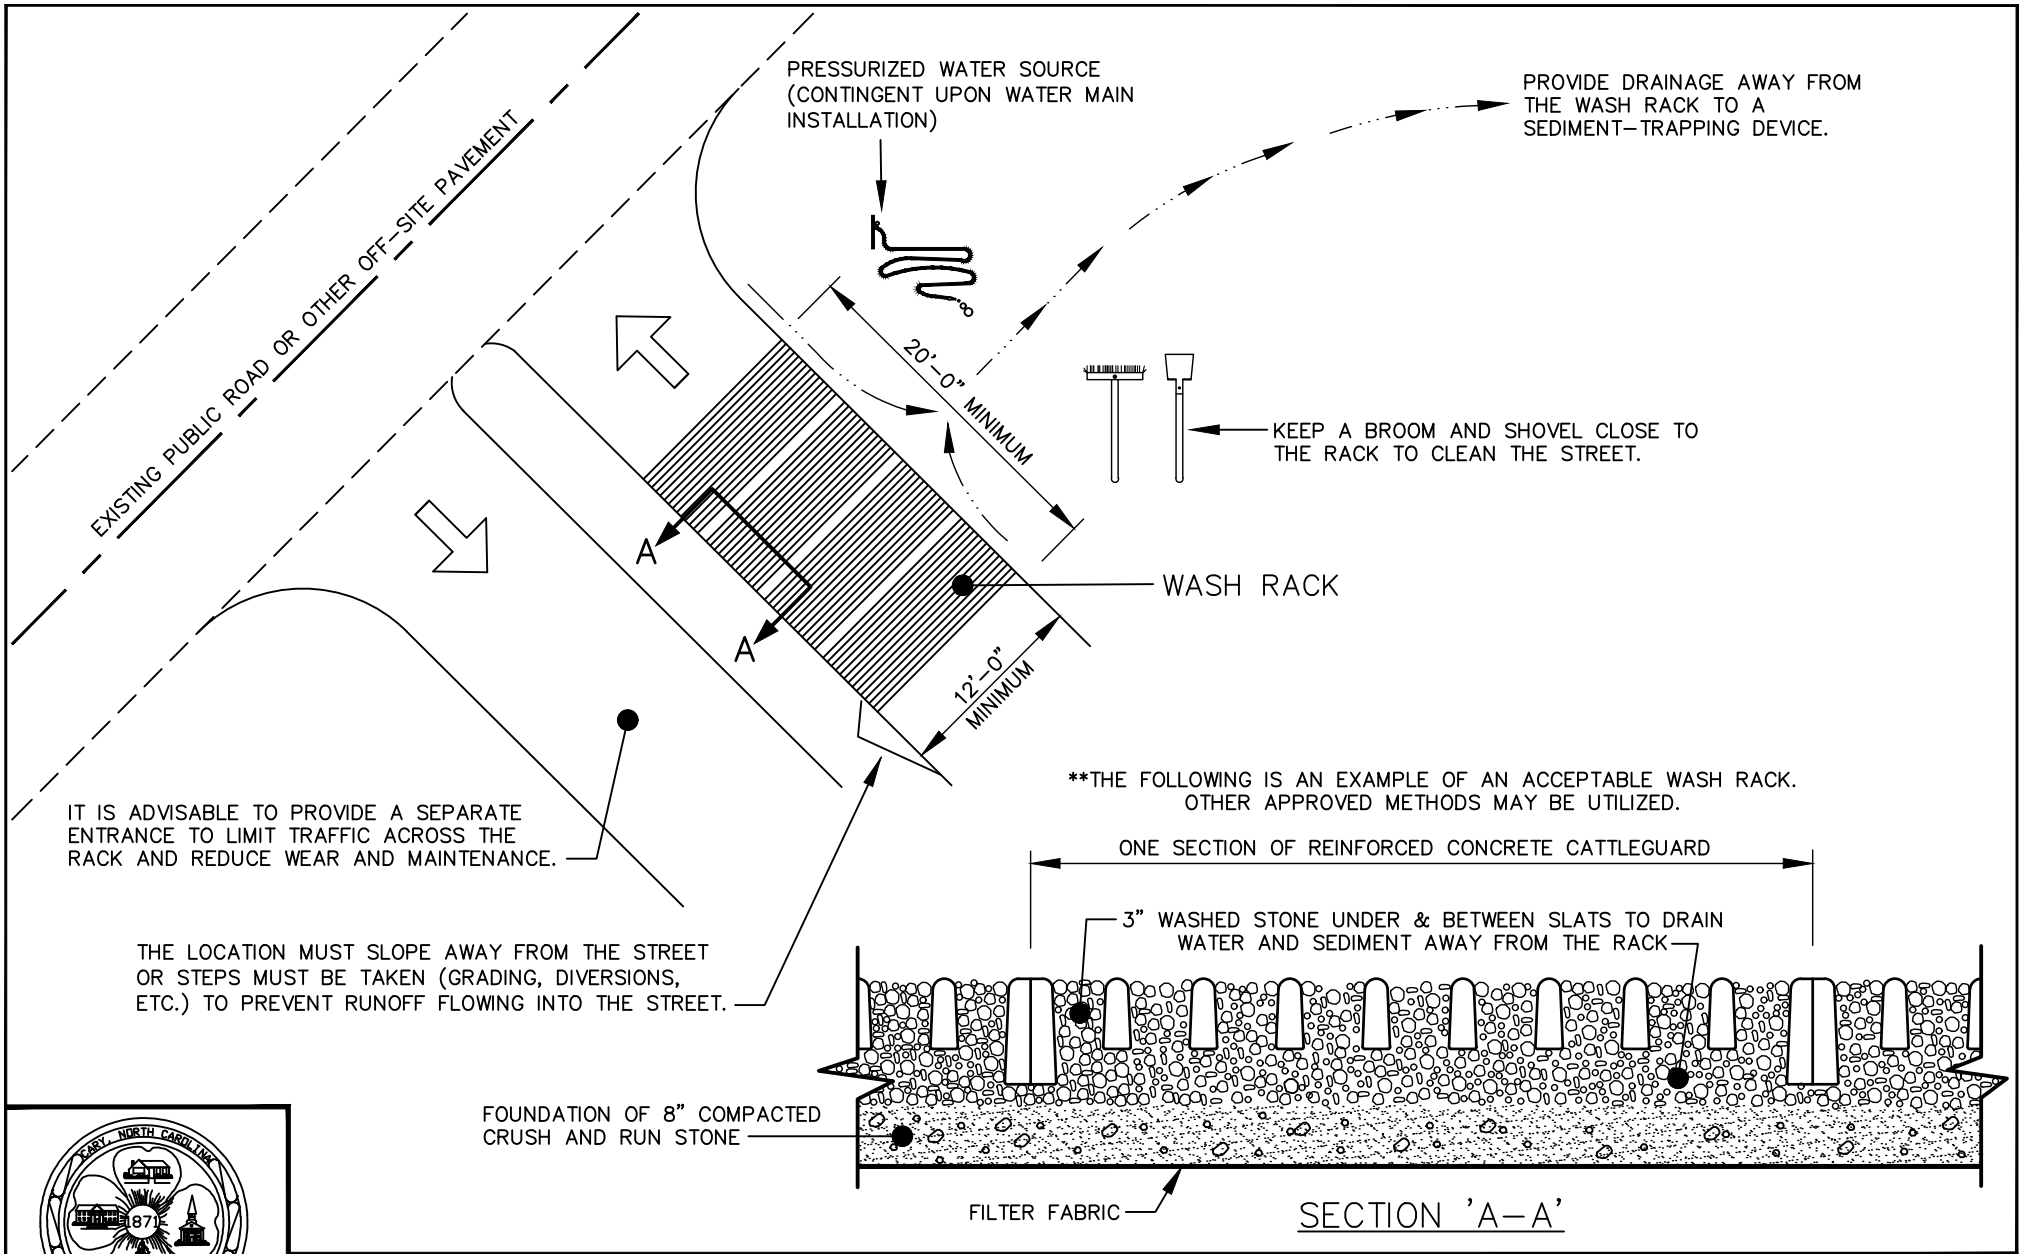 PRESSURIZED WATER SOURCE
(CONTINGENT UPON WATER MAIN
INSTALLATION)
PROVIDE DRAINAGE AWAY FROM
THE WASH RACK TO A
SEDIMENT-TRAPPING DEVICE.
EXISTING PUBLIC ROAD OR OTHER OFF-SITE PAVEMENT
20'-0" MINIMUM
KEEP A BROOM AND SHOVEL CLOSE TO
THE RACK TO CLEAN THE STREET.
A
A
WASH RACK
12'-0"
MINIMUM
IT IS ADVISABLE TO PROVIDE A SEPARATE
ENTRANCE TO LIMIT TRAFFIC ACROSS THE
RACK AND REDUCE WEAR AND MAINTENANCE.
**THE FOLLOWING IS AN EXAMPLE OF AN ACCEPTABLE WASH RACK.
OTHER APPROVED METHODS MAY BE UTILIZED.
ONE SECTION OF REINFORCED CONCRETE CATTLEGUARD
3" WASHED STONE UNDER & BETWEEN SLATS TO DRAIN
WATER AND SEDIMENT AWAY FROM THE RACK
THE LOCATION MUST SLOPE AWAY FROM THE STREET
OR STEPS MUST BE TAKEN (GRADING, DIVERSIONS,
ETC.) TO PREVENT RUNOFF FLOWING INTO THE STREET.
FOUNDATION OF 8" COMPACTED
CRUSH AND RUN STONE
FILTER FABRIC
SECTION 'A-A'
CARY, NORTH CAROLINA
1871